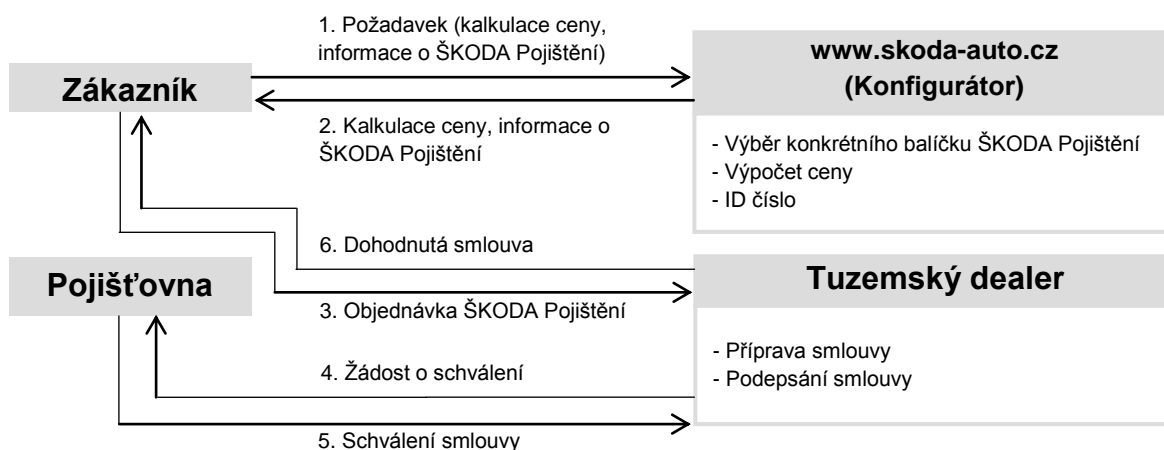 1. Požadavek (kalkulace ceny,
informace o ŠKODA Pojištění)
www.skoda-auto.cz
(Konfigurátor)
Zákazník
2. Kalkulace ceny, informace o
ŠKODA Pojištění
- Výběr konkrétního balíčku ŠKODA Pojištění
- Výpočet ceny
- ID číslo
6. Dohodnutá smlouva
Pojišťovna
Tuzemský dealer
3. Objednávka ŠKODA Pojištění
- Příprava smlouvy
- Podepsání smlouvy
4. Žádost o schválení
5. Schválení smlouvy